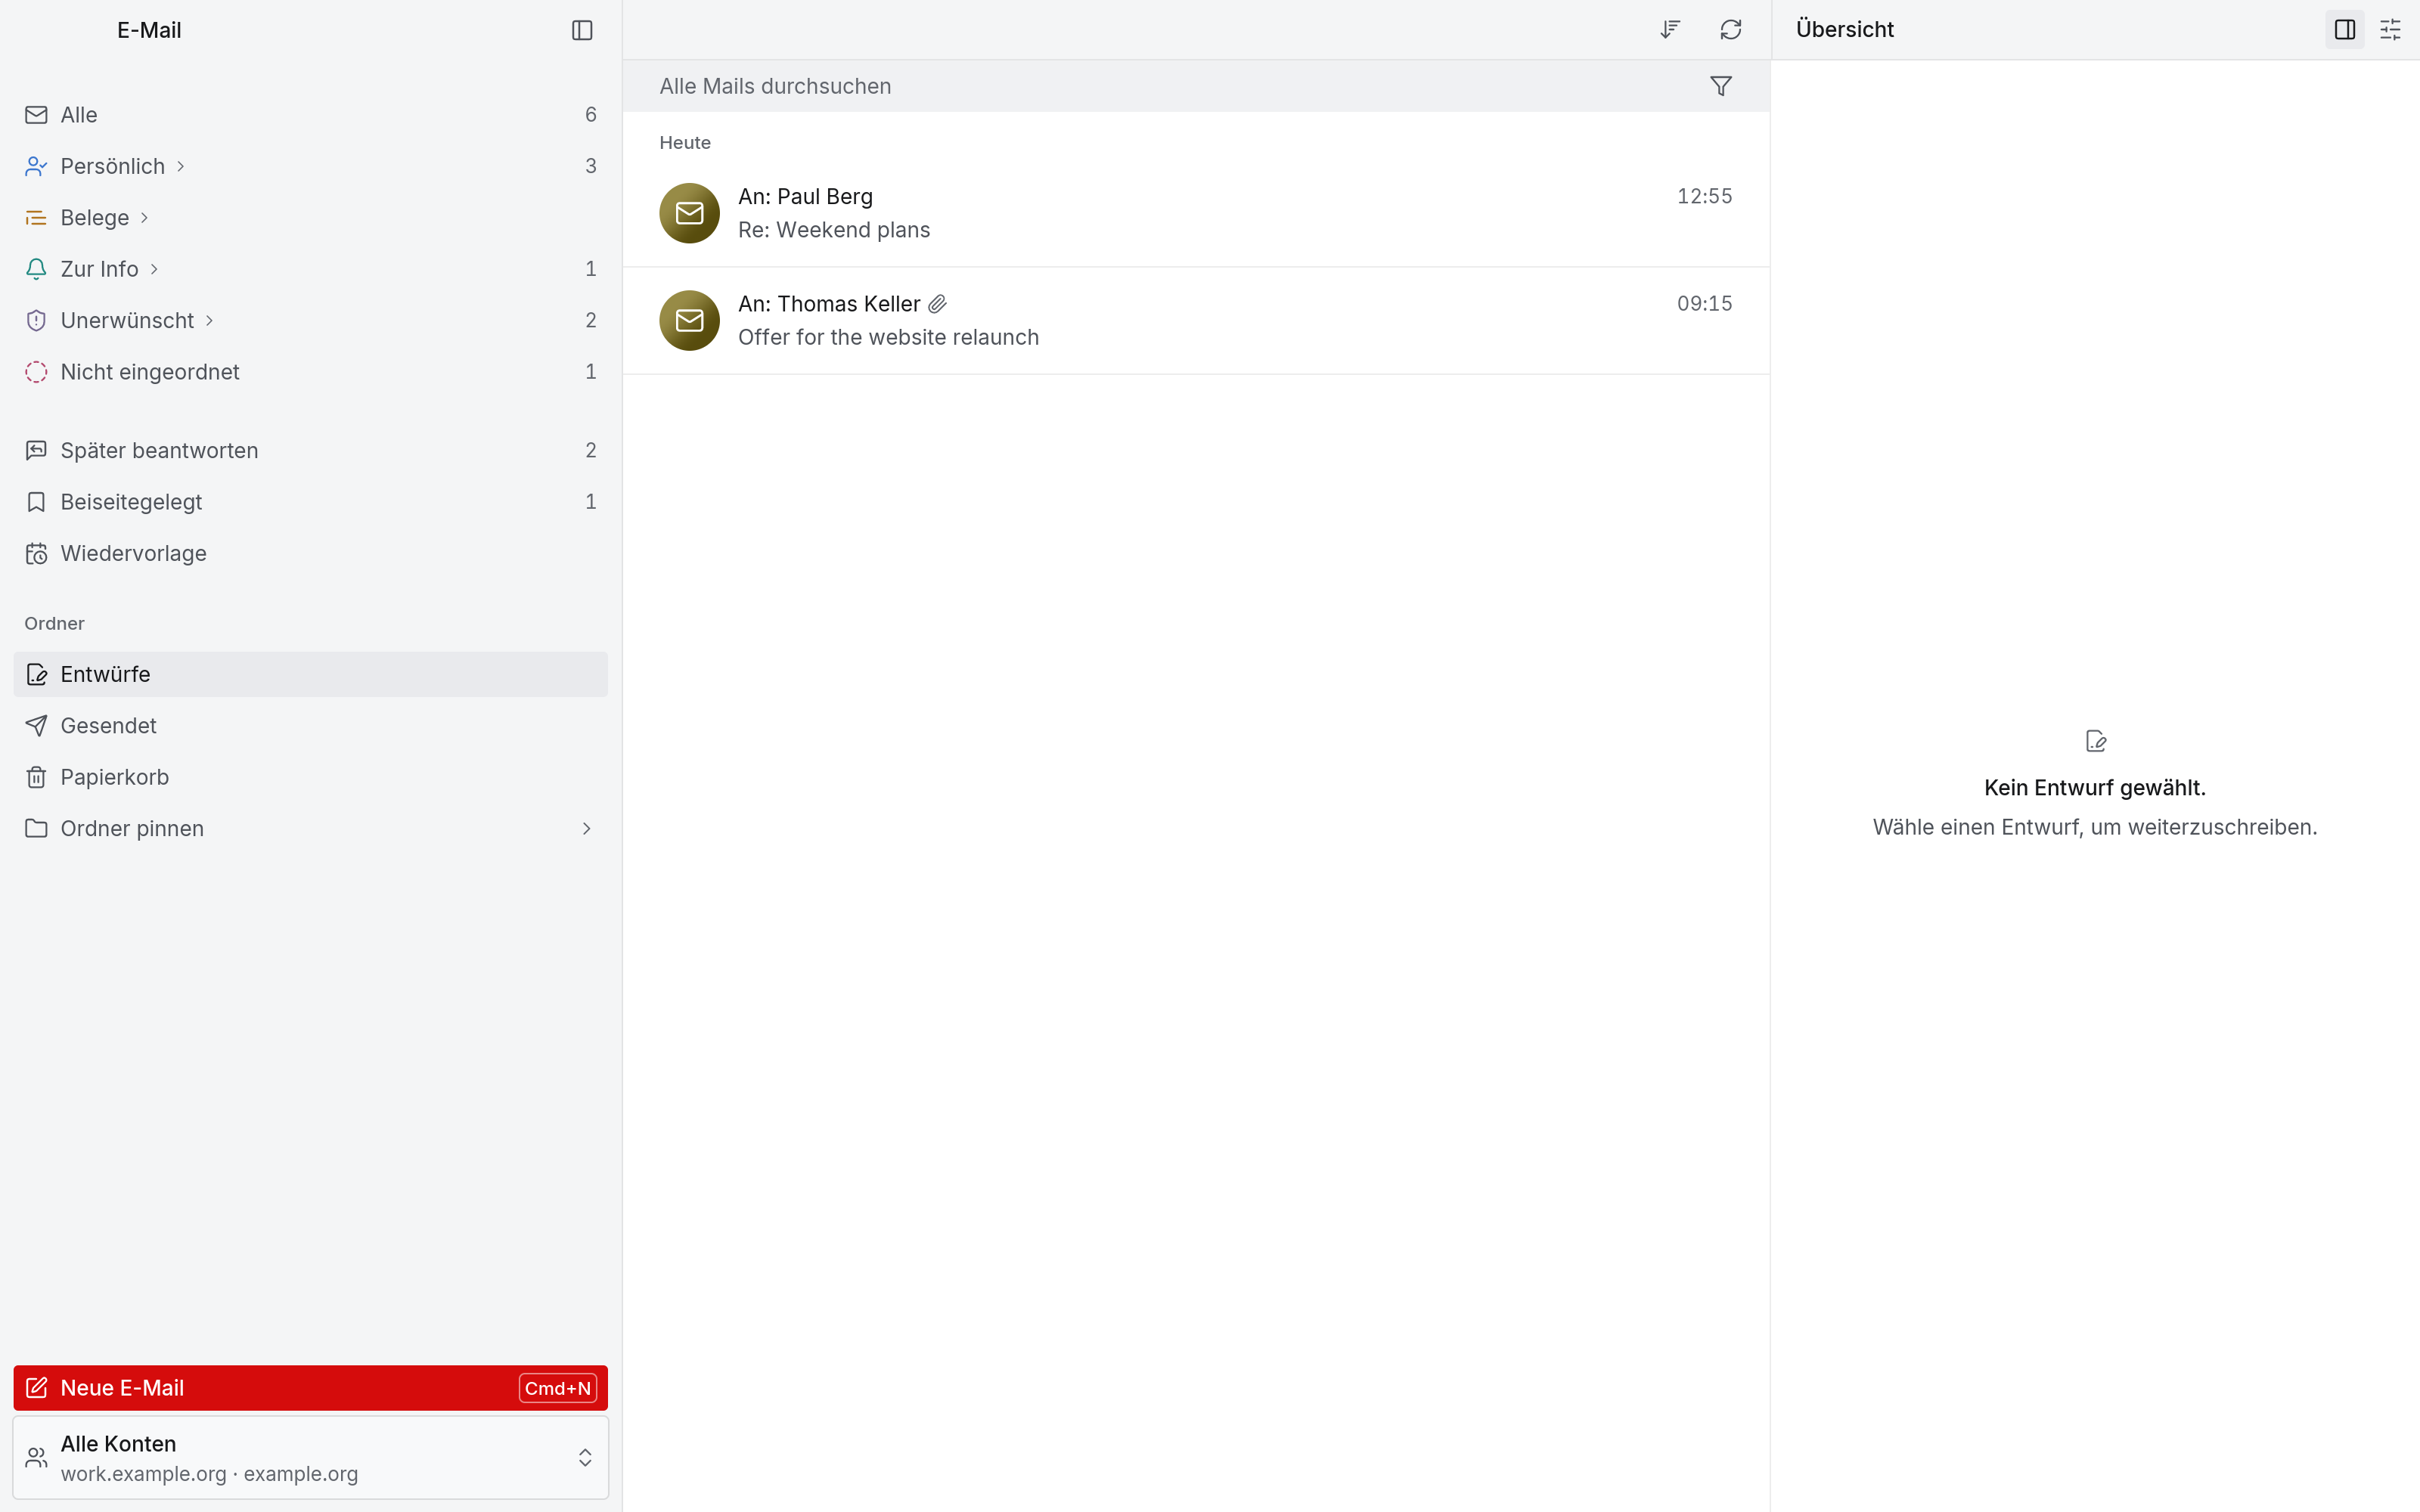 E-Mail
Alle 6
Persönlich 3
Belege
Zur Info 1
Unerwünscht 2
Nicht eingeordnet 1
Später beantworten 2
Beiseitegelegt 1
Wiedervorlage
Ordner
Entwürfe
Gesendet
Papierkorb
Ordner pinnen
Neue E-Mail Cmd+N
Alle Konten
work.example.org · example.org
Alle Mails durchsuchen
Heute
An: Paul Berg 12:55
Re: Weekend plans
An: Thomas Keller 09:15
Offer for the website relaunch
Übersicht
Kein Entwurf gewählt.
Wähle einen Entwurf, um weiterzuschreiben.